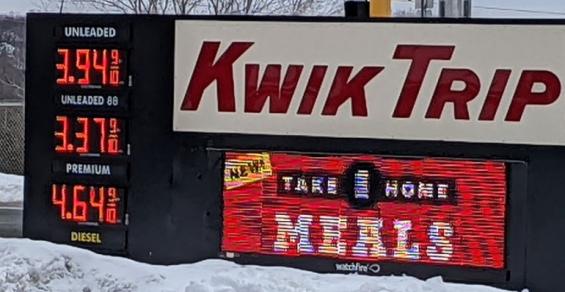 UNLEADED
3.94 9/10
UNLEADED 88
3.37 9/10
PREMIUM
4.64 9/10
DIESEL
KWIK TRIP
NEW!
TAKE HOME
MEALS
watchfire